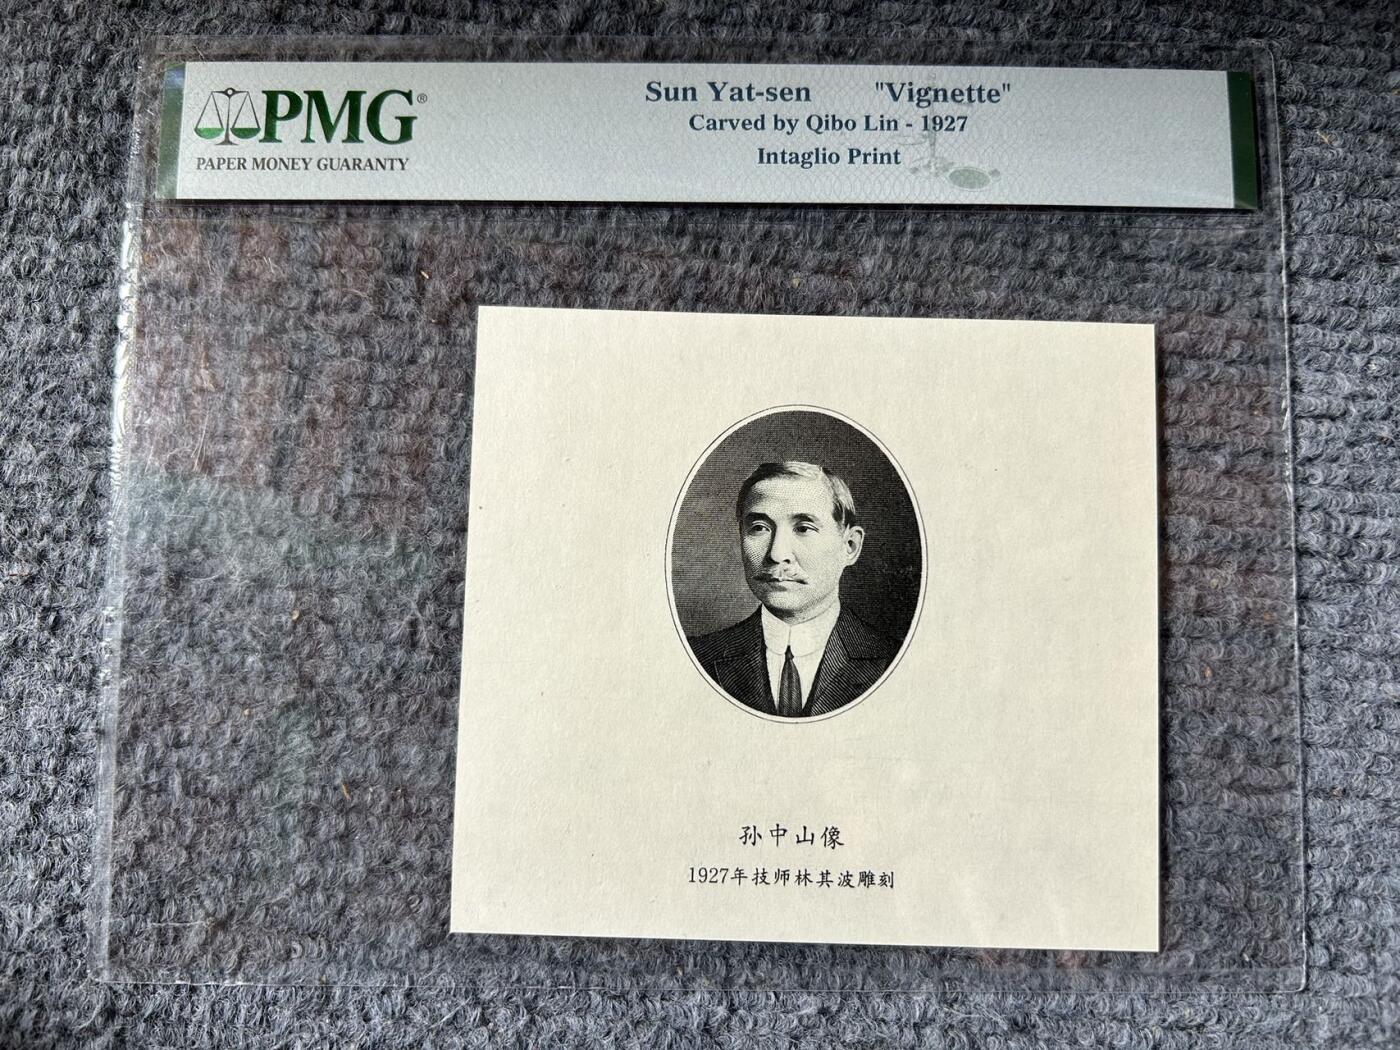 PMG®
PAPER MONEY GUARANTY
Sun Yat-sen "Vignette"
Carved by Qibo Lin - 1927
Intaglio Print
孙中山像
1927年技师林其波雕刻